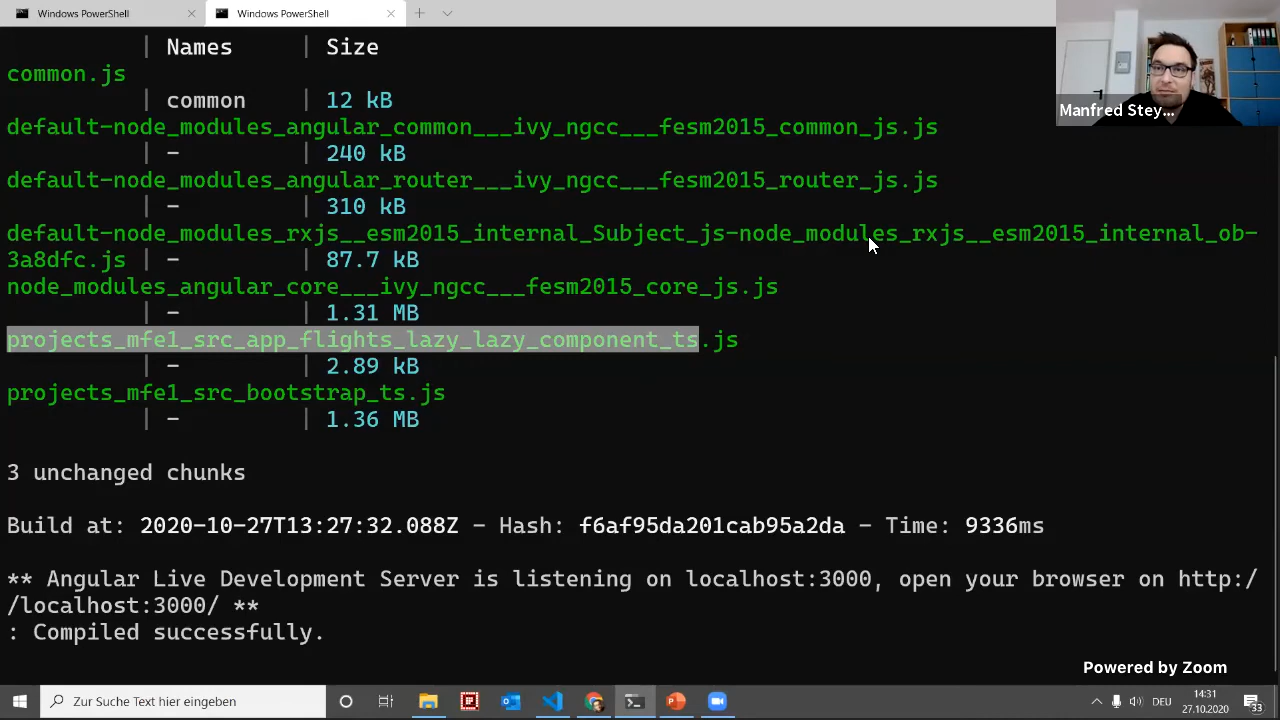 Windows PowerShell
Windows PowerShell
| Names | Size
common.js
| common | 12 kB
default-node_modules_angular_common___ivy_ngcc___fesm2015_common_js.js
| - | 240 kB
default-node_modules_angular_router___ivy_ngcc___fesm2015_router_js.js
| - | 310 kB
default-node_modules_rxjs__esm2015_internal_Subject_js-node_modules_rxjs__esm2015_internal_ob-
3a8dfc.js | - | 87.7 kB
node_modules_angular_core___ivy_ngcc___fesm2015_core_js.js
| - | 1.31 MB
projects_mfe1_src_app_flights_lazy_lazy_component_ts.js
| - | 2.89 kB
projects_mfe1_src_bootstrap_ts.js
| - | 1.36 MB
3 unchanged chunks
Build at: 2020-10-27T13:27:32.088Z - Hash: f6af95da201cab95a2da - Time: 9336ms
** Angular Live Development Server is listening on localhost:3000, open your browser on http:/
/localhost:3000/ **
: Compiled successfully.
Manfred Stey...
Powered by Zoom
Zur Suche Text hier eingeben
DEU
14:31
27.10.2020
33